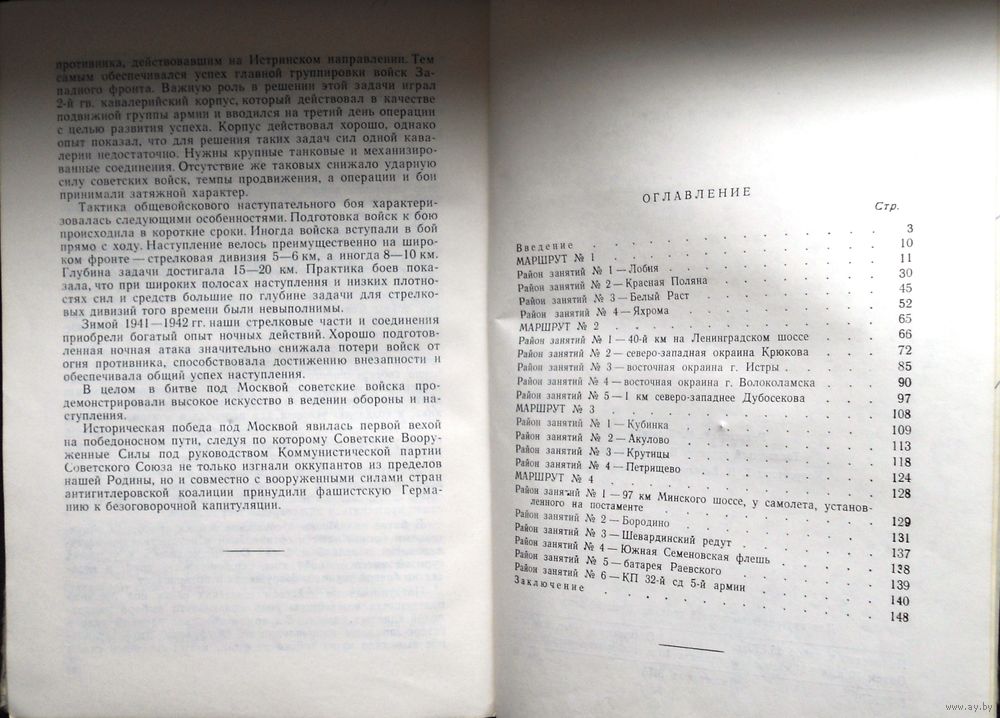 противника, действовавшим на Истринском направлении. Тем
самым обеспечивался успех главной группировки войск За-
падного фронта. Важную роль в решении этой задачи играл
2-й гв. кавалерийский корпус, который действовал в качестве
подвижной группы армии и вводился на третий день операции
с целью развития успеха. Корпус действовал хорошо, однако
опыт показал, что для решения таких задач сил одной кава-
лерии недостаточно. Нужны крупные танковые и механизиро-
ванные соединения. Отсутствие же таковых снижало ударную
силу советских войск, темпы продвижения, а операции и бои
принимали затяжной характер.
Тактика общевойскового наступательного боя характери-
зовалась следующими особенностями. Подготовка войск к бою
происходила в короткие сроки. Иногда войска вступали в бой
прямо с ходу. Наступление велось преимущественно на широ-
ком фронте — стрелковая дивизия 5—6 км, а иногда 8—10 км.
Глубина задачи достигала 15—20 км. Практика боев пока-
зала, что при широких полосах наступления и низких плотно-
стях сил и средств большие по глубине задачи для стрелко-
вых дивизий того времени были невыполнимы.
Зимой 1941—1942 гг. наши стрелковые части и соединения
приобрели богатый опыт ночных действий. Хорошо подготов-
ленная ночная атака значительно снижала потери войск от
огня противника, способствовала достижению внезапности и
обеспечивала общий успех наступления.
В целом в битве под Москвой советские войска про-
демонстрировали высокое искусство в ведении обороны и на-
ступления.
Историческая победа под Москвой явилась первой вехой
на победоносном пути, следуя по которому Советские Воору-
женные Силы под руководством Коммунистической партии
Советского Союза не только изгнали оккупантов из пределов
нашей Родины, но и совместно с вооруженными силами стран
антигитлеровской коалиции принудили фашистскую Герма-
нию к безоговорочной капитуляции.
ОГЛАВЛЕНИЕ
Стр.
Введение 3
МАРШРУТ № 1 10
Район занятий № 1 — Лобня 11
Район занятий № 2 — Красная Поляна 30
Район занятий № 3 — Белый Раст 45
Район занятий № 4 — Яхрома 52
МАРШРУТ № 2 65
Район занятий № 1 — 40-й км на Ленинградском шоссе 66
Район занятий № 2 — северо-западная окраина Крюкова 72
Район занятий № 3 — восточная окраина г. Истры 85
Район занятий № 4 — восточная окраина г. Волоколамска 90
Район занятий № 5 — 1 км северо-западнее Дубосекова 97
МАРШРУТ № 3 108
Район занятий № 1 — Кубинка 109
Район занятий № 2 — Акулово 113
Район занятий № 3 — Крутицы 118
Район занятий № 4 — Петрищево 124
МАРШРУТ № 4 128
Район занятий № 1 — 97 км Минского шоссе, у самолета, установ-
ленного на постаменте 129
Район занятий № 2 — Бородино 131
Район занятий № 3 — Шевардинский редут 137
Район занятий № 4 — Южная Семеновская флешь 138
Район занятий № 5 — батарея Раевского 139
Район занятий № 6 — КП 32-й сд 5-й армии 140
Заключение 148
www.ay.by